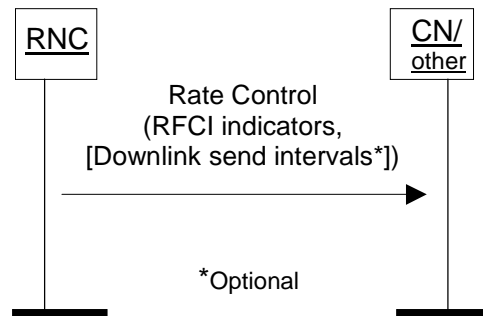 RNC
CN/
other
Rate Control
(RFCI indicators,
[Downlink send intervals*])
*Optional